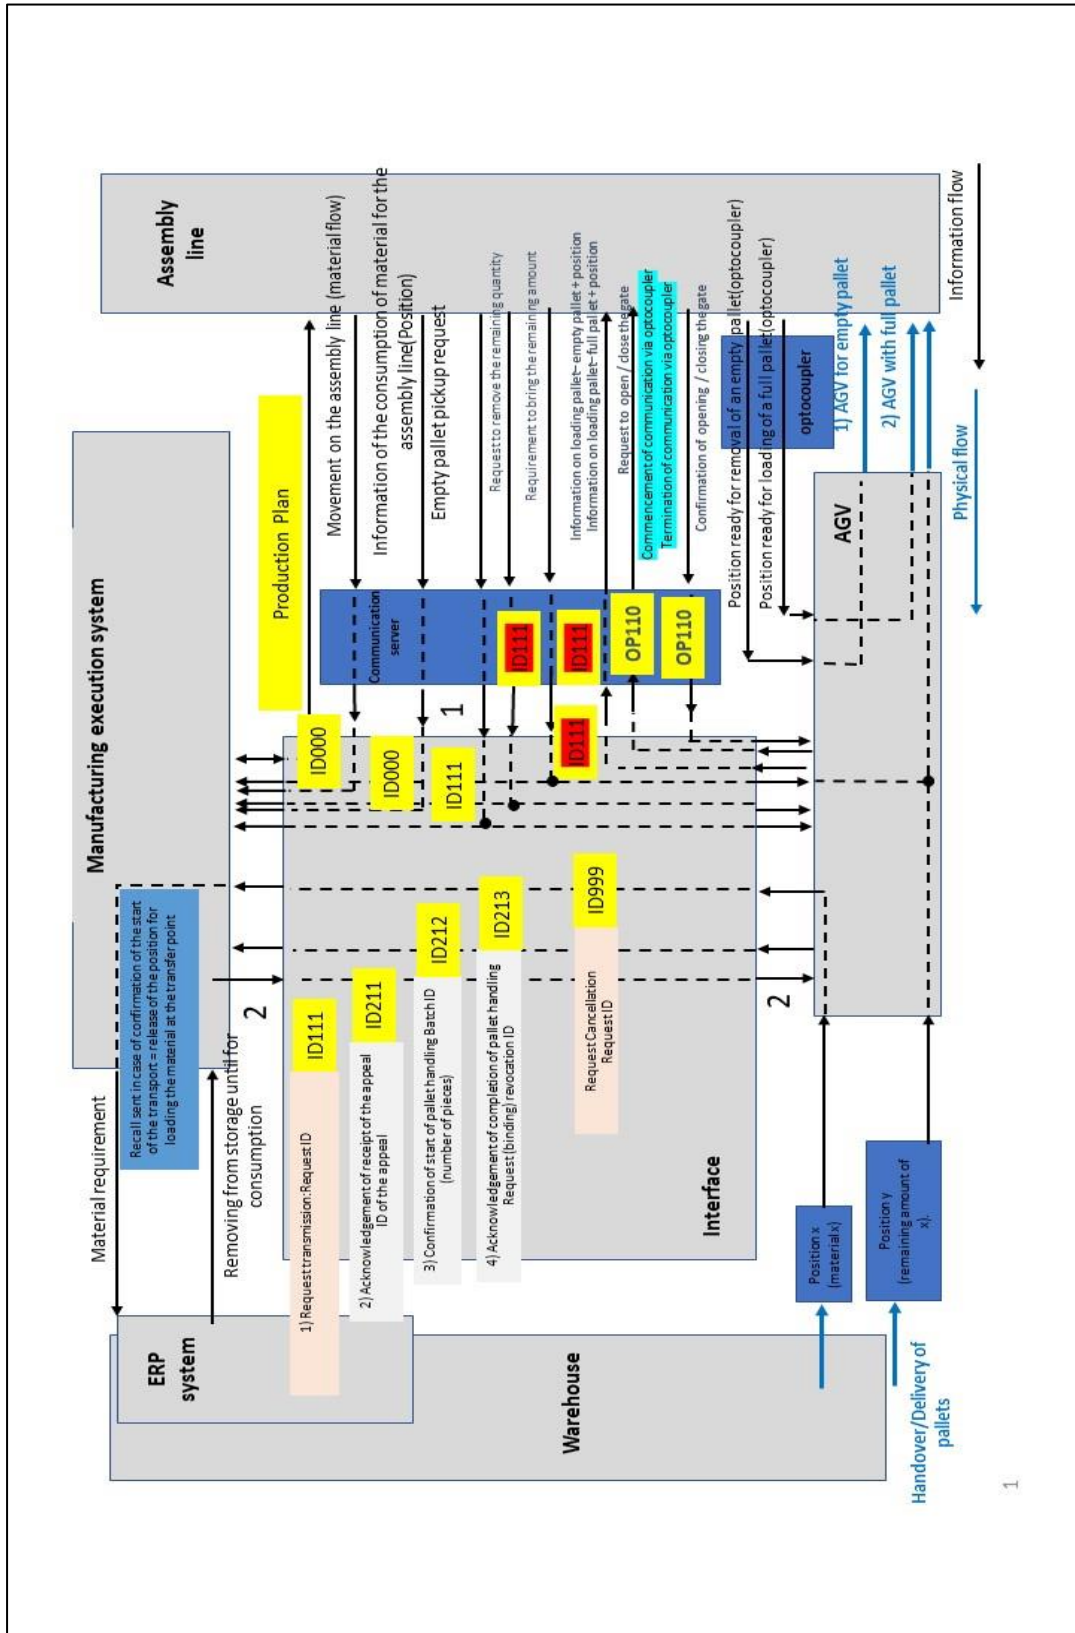 Manufacturing execution system
Assembly
line
Production Plan
Material requirement
Recall sent in case of confirmation of the start
of the transport = release of the position for
loading the material at the transfer point
Removing from storage until for
consumption
ERP
system
Warehouse
2
ID000
Movement on the assembly line (material flow)
Communication
server
Information of the consumption of material for the
assembly line(Position)
ID000
Empty pallet pickup request
1
ID111
Request to remove the remaining quantity
ID111
Requirement to bring the remaining amount
ID111
Information on loading pallet– empty pallet + position
Information on loading pallet– full pallet + position
ID111
Request to open / close the gate
OP110
Commencement of communication via optocoupler
Termination of communication via optocoupler
OP110
Confirmation of opening / closing the gate
1) Request transmission:Request ID
ID111
2) Acknowledgement of receipt of the appeal
ID of the appeal
ID211
3) Confirmation of start of pallet handling Batch ID
(number of pieces)
ID212
4) Acknowledgement of completion of pallet handling
Request (binding) revocation ID
ID213
Request Cancellation
Request ID
ID999
Interface
2
Position ready for removal of an empty pallet(optocoupler)
Position ready for loading of a full pallet(optocoupler)
optocoupler
AGV
1) AGV for empty pallet
2) AGV with full pallet
Position x
(material x)
Position y
(remaining amount of
x).
Handover/Delivery of
pallets
Physical flow
Information flow
1